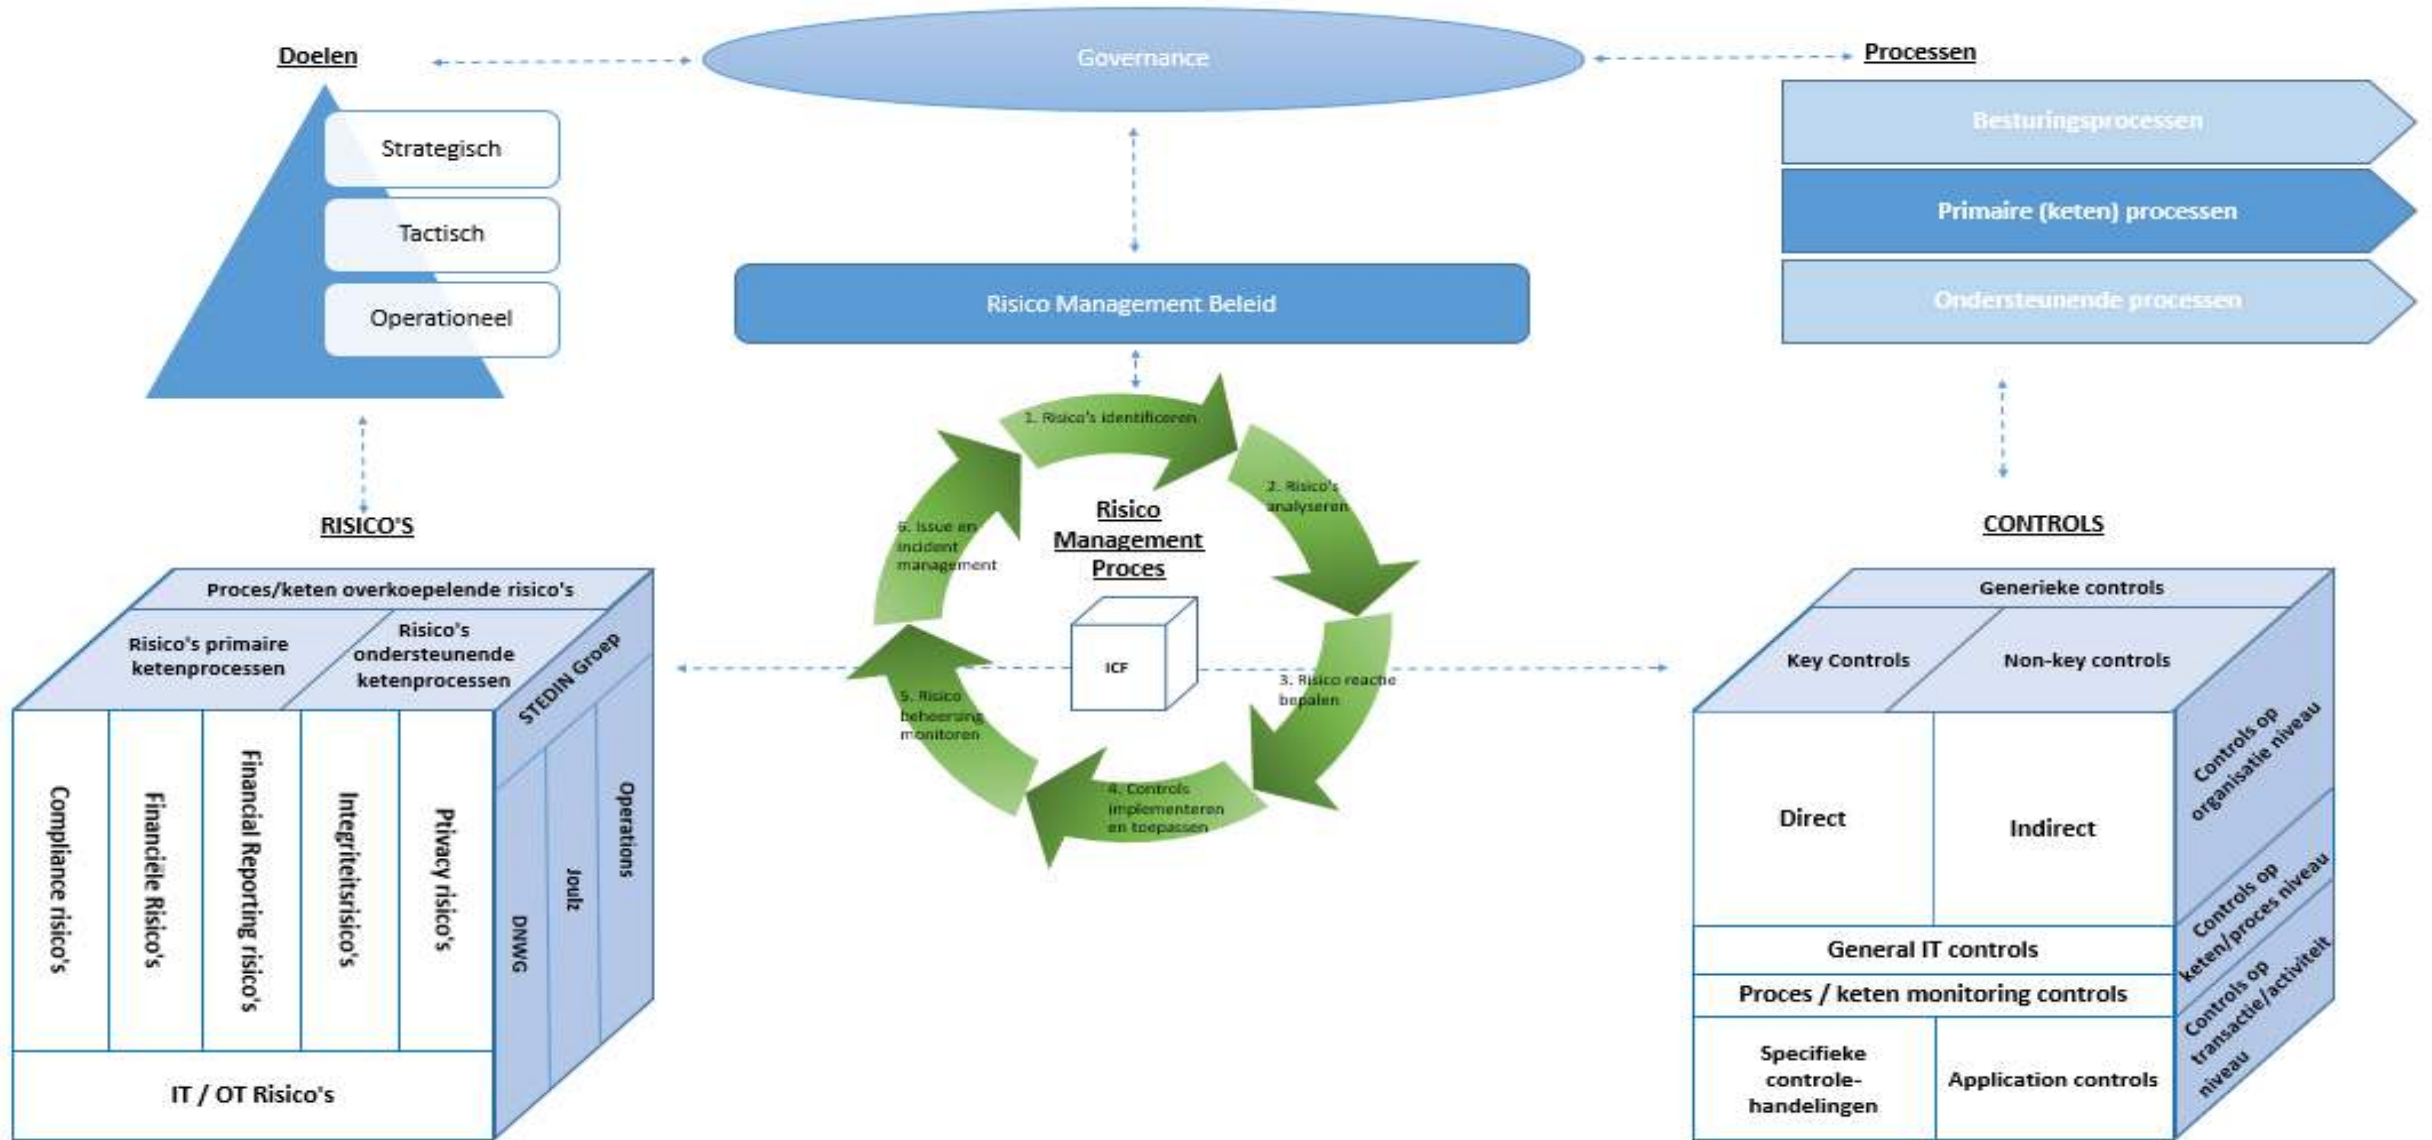 Doelen
Governance
Processen
Strategisch
Tactisch
Operationeel
Besturingsprocessen
Primaire (keten) processen
Ondersteunende processen
Risico Management Beleid
1. Risico's identificeren
2. Risico's
analyseren
3. Risico reactie
bepalen
4. Controls
implementeren
en toepassen
5. Risico
beheersing
monitoren
6. Issue en
incident
management
Risico
Management
Proces
ICF
RISICO'S
Proces/keten overkoepelende risico's
Risico's primaire
ketenprocessen
Risico's
ondersteunende
ketenprocessen
STEDIN Groep
Compliance risico's
Financiële Risico's
Financial Reporting risico's
Integriteitsrisico's
Ptivacy risico's
DNWG
Joulz
Operations
IT / OT Risico's
CONTROLS
Generieke controls
Key Controls
Non-key controls
Direct
Indirect
Controls op
organisatie niveau
Controls op
keten/proces niveau
Controls op
transactie/activiteit
niveau
General IT controls
Proces / keten monitoring controls
Specifieke
controle-
handelingen
Application controls